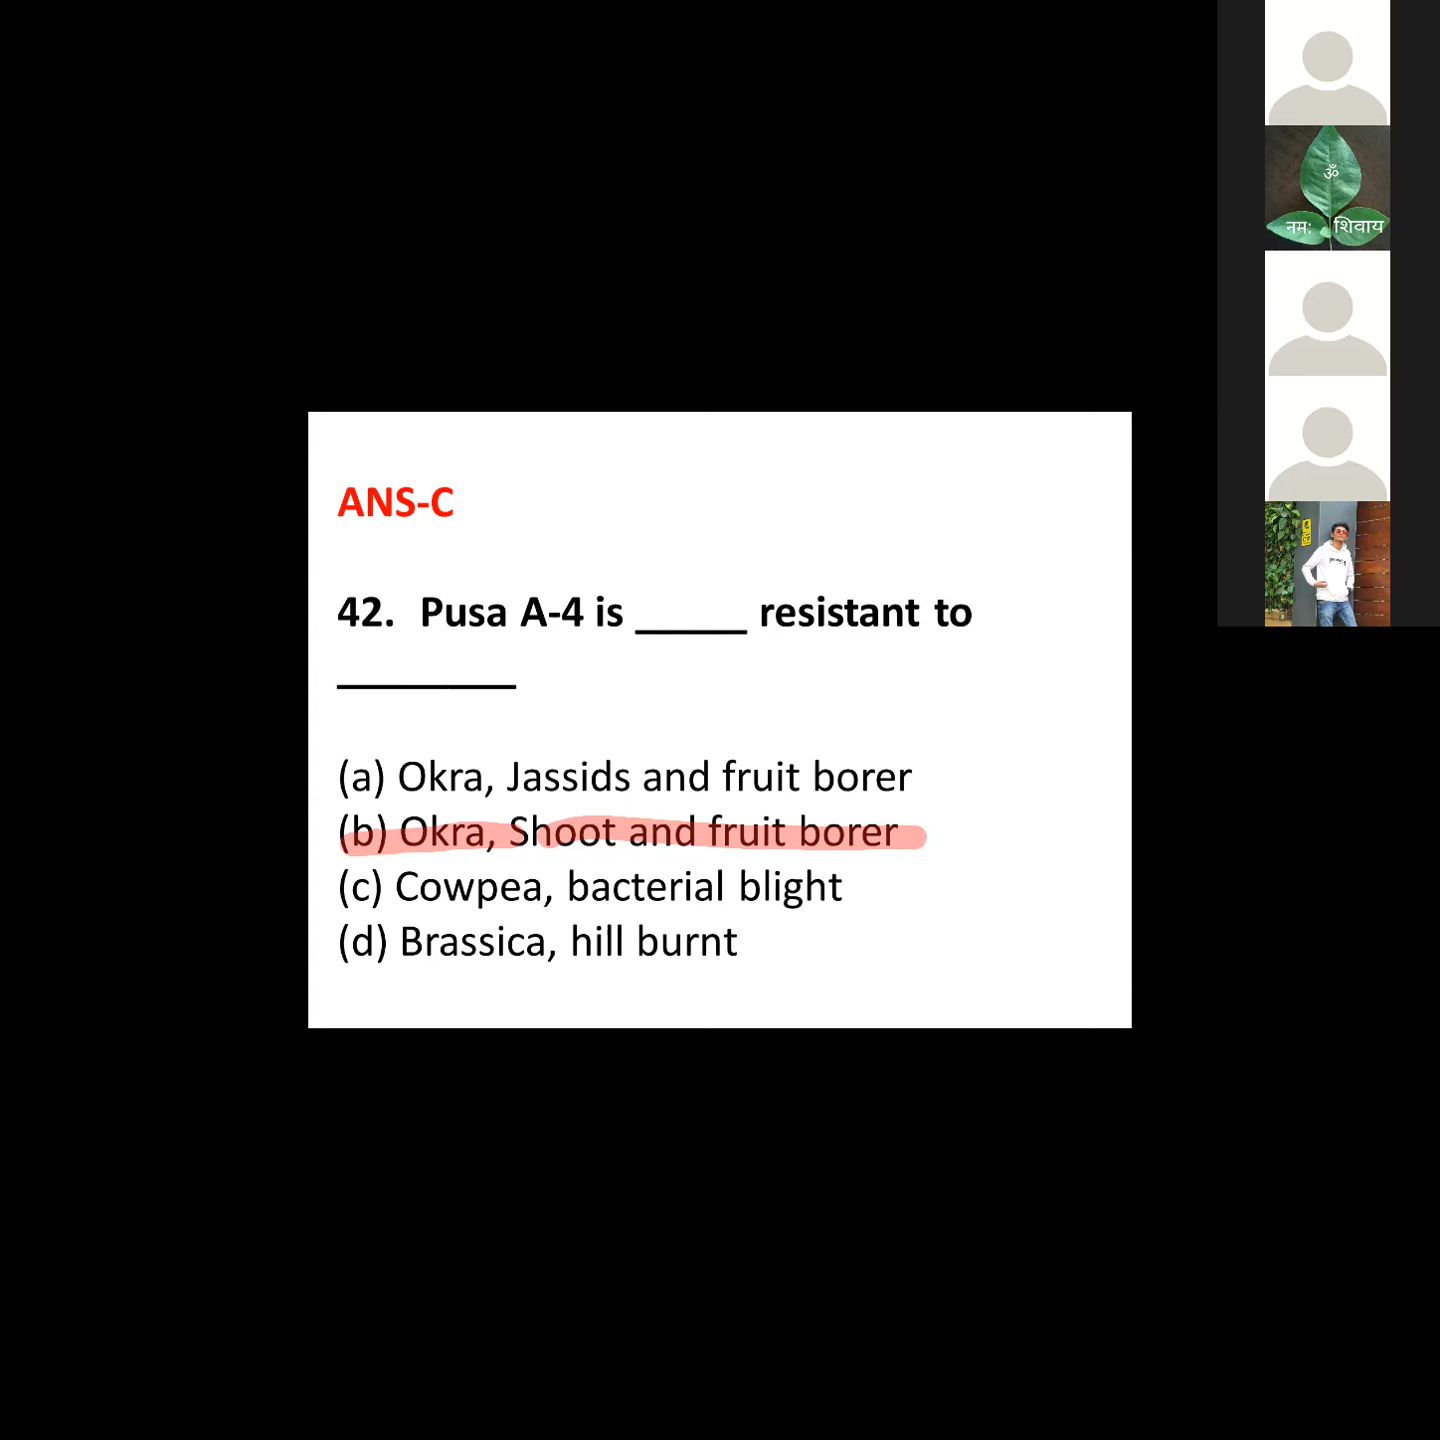 ॐ
नम: शिवाय
ANS-C
42. Pusa A-4 is _____ resistant to
________
(a) Okra, Jassids and fruit borer
(b) Okra, Shoot and fruit borer
(c) Cowpea, bacterial blight
(d) Brassica, hill burnt